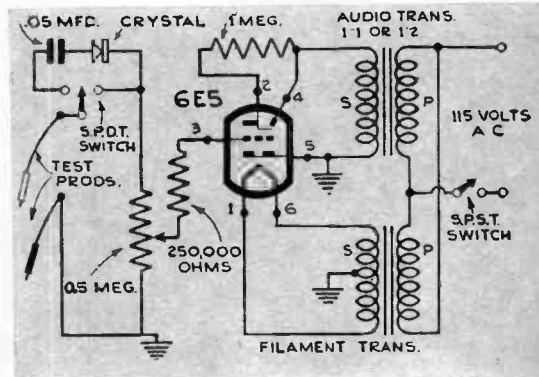 .05 MFD.
CRYSTAL
.1 MEG.
AUDIO TRANS.
1:1 OR 1:2
2
4
6E5
S
P
S.P.D.T.
SWITCH
3
5
115 VOLTS
A C
TEST
PRODS.
1
6
S.P.S.T.
SWITCH
250,000
OHMS
S
P
0.5 MEG.
FILAMENT TRANS.